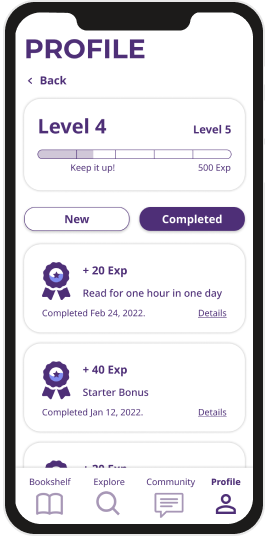 PROFILE
‹ Back
Level 4
Level 5
Keep it up!
500 Exp
New
Completed
+ 20 Exp
Read for one hour in one day
Completed Feb 24, 2022.
Details
+ 40 Exp
Starter Bonus
Completed Jan 12, 2022.
Details
Bookshelf
Explore
Community
Profile